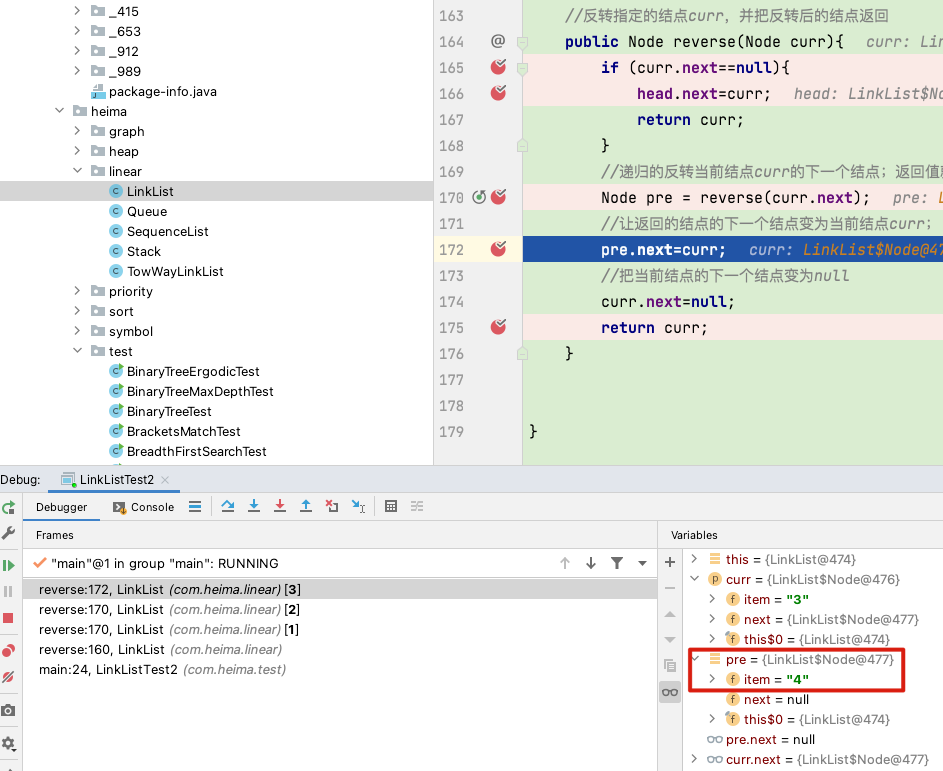 _415
_653
_912
_989
package-info.java
heima
graph
heap
linear
LinkList
Queue
SequenceList
Stack
TowWayLinkList
priority
sort
symbol
test
BinaryTreeErgodicTest
BinaryTreeMaxDepthTest
BinaryTreeTest
BracketsMatchTest
BreadthFirstSearchTest
163 //反转指定的结点curr，并把反转后的结点返回
164 @ public Node reverse(Node curr){ curr: Lin
165 if (curr.next==null){
166 head.next=curr; head: LinkList$No
167 return curr;
168 }
169 //递归的反转当前结点curr的下一个结点；返回值
170 Node pre = reverse(curr.next); pre: L
171 //让返回的结点的下一个结点变为当前结点curr；
172 pre.next=curr; curr: LinkList$Node@47
173 //把当前结点的下一个结点变为null
174 curr.next=null;
175 return curr;
176 }
177
178
179 }
Debug: LinkListTest2 ×
Debugger Console
Frames
"main"@1 in group "main": RUNNING
reverse:172, LinkList (com.heima.linear) [3]
reverse:170, LinkList (com.heima.linear) [2]
reverse:170, LinkList (com.heima.linear) [1]
reverse:160, LinkList (com.heima.linear)
main:24, LinkListTest2 (com.heima.test)
Variables
this = {LinkList@474}
curr = {LinkList$Node@476}
item = "3"
next = {LinkList$Node@477}
this$0 = {LinkList@474}
pre = {LinkList$Node@477}
item = "4"
next = null
this$0 = {LinkList@474}
pre.next = null
curr.next = {LinkList$Node@477}